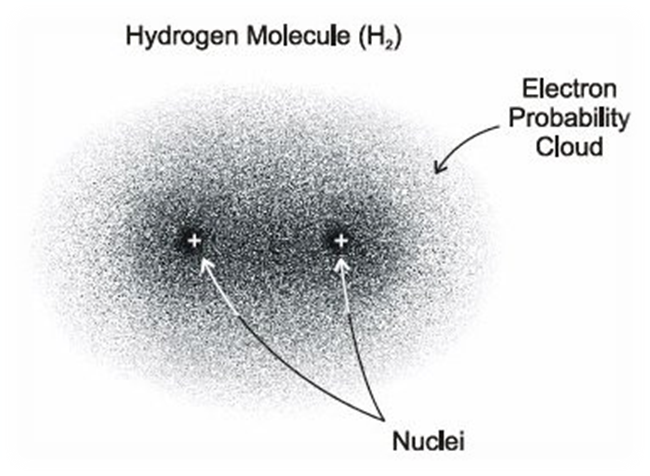 Hydrogen Molecule (H₂)
Electron
Probability
Cloud
+ +
Nuclei